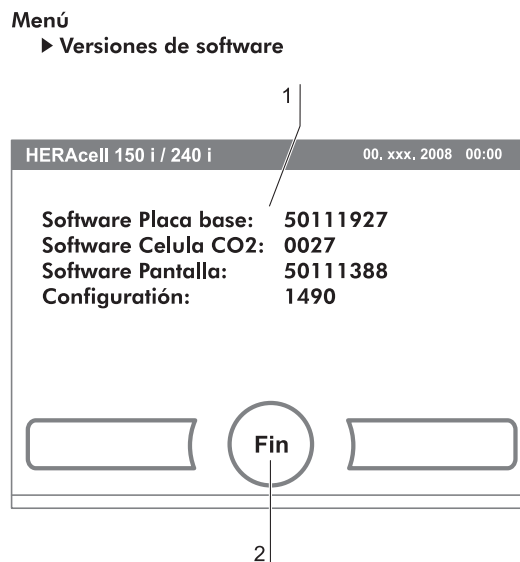 Menú
▶ Versiones de software
1
HERAcell 150 i / 240 i 00. xxx. 2008 00:00
Software Placa base: 50111927
Software Celula CO2: 0027
Software Pantalla: 50111388
Configuratión: 1490
Fin
2